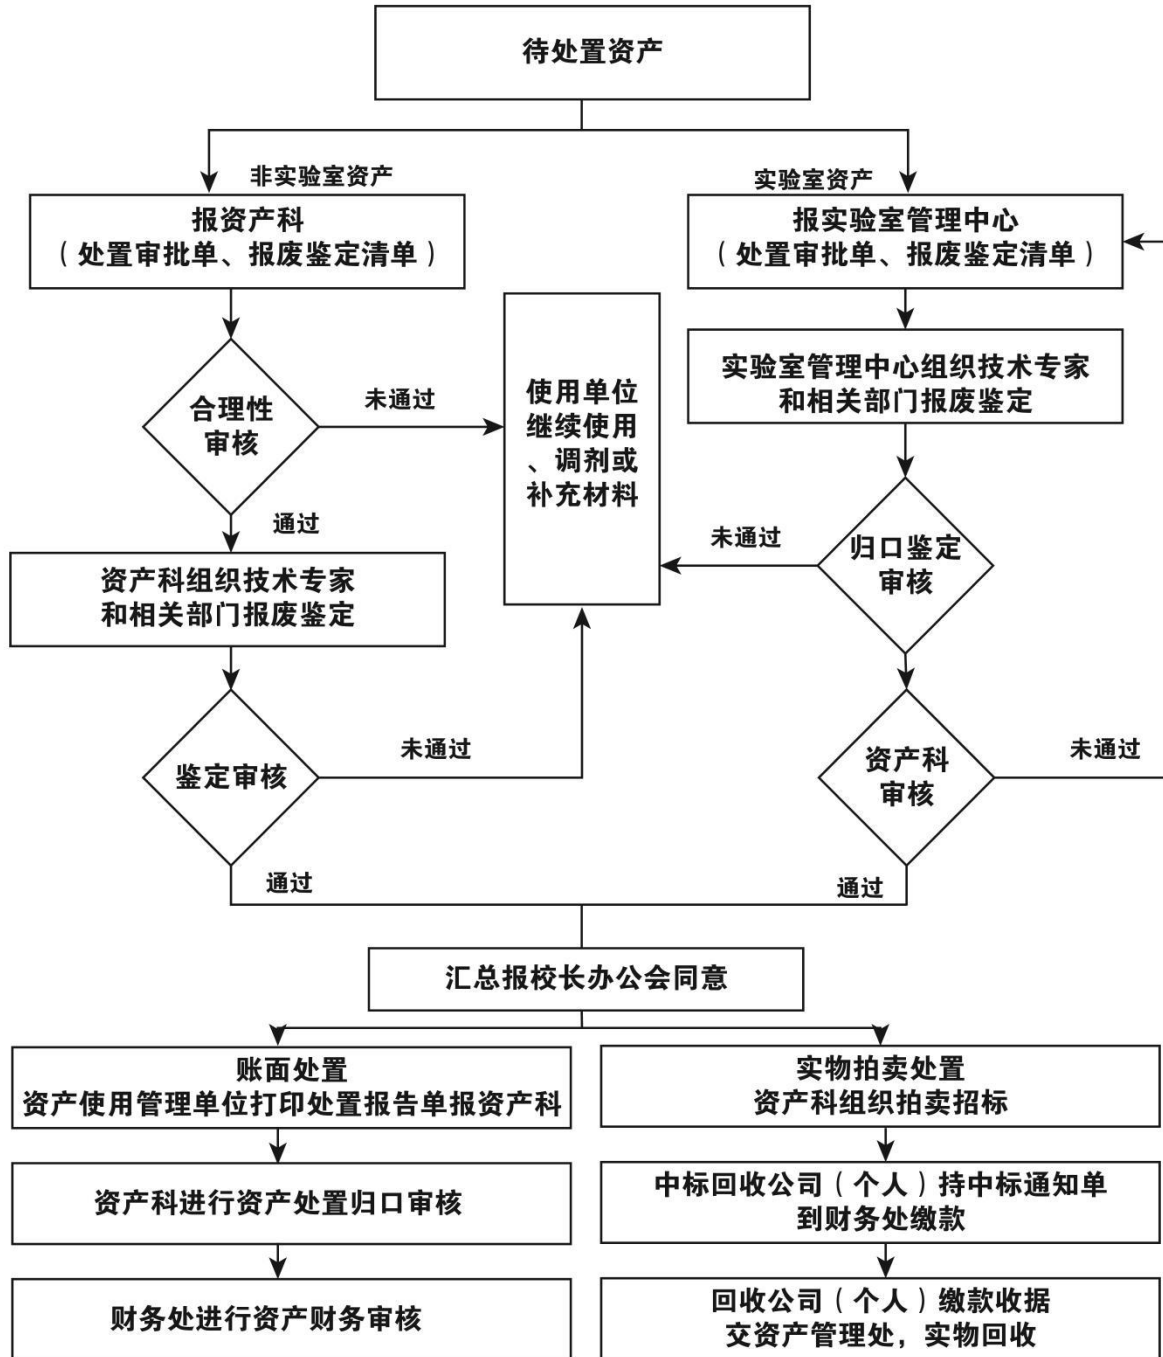 待处置资产
非实验室资产
实验室资产
报资产科
（处置审批单、报废鉴定清单）
报实验室管理中心
（处置审批单、报废鉴定清单）
合理性
审核
未通过
使用单位
继续使用
、调剂或
补充材料
实验室管理中心组织技术专家
和相关部门报废鉴定
通过
资产科组织技术专家
和相关部门报废鉴定
未通过
归口鉴定
审核
鉴定审核
未通过
资产科
审核
未通过
通过
通过
汇总报校长办公会同意
账面处置
资产使用管理单位打印处置报告单报资产科
实物拍卖处置
资产科组织拍卖招标
资产科进行资产处置归口审核
中标回收公司（个人）持中标通知单
到财务处缴款
财务处进行资产财务审核
回收公司（个人）缴款收据
交资产管理处，实物回收